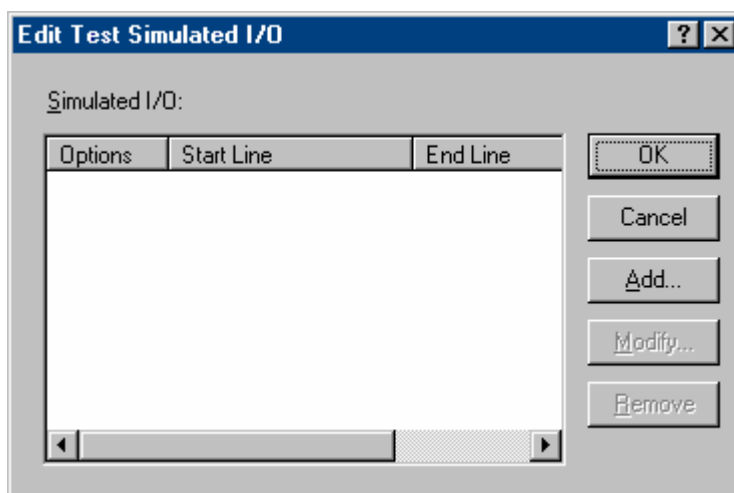 Edit Test Simulated I/O
Simulated I/O:
Options Start Line End Line
OK
Cancel
Add...
Modify...
Remove